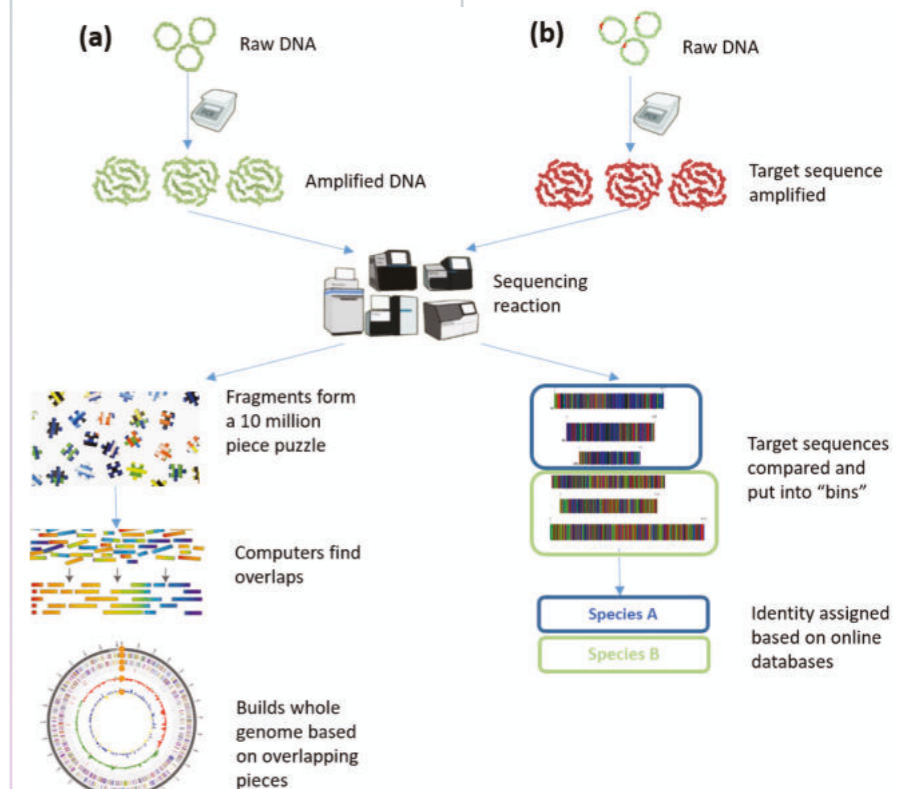 (a)
Raw DNA
Amplified DNA
(b)
Raw DNA
Target sequence
amplified
Sequencing
reaction
Fragments form
a 10 million
piece puzzle
Computers find
overlaps
Builds whole
genome based
on overlapping
pieces
Target sequences
compared and
put into “bins”
Species A
Species B
Identity assigned
based on online
databases